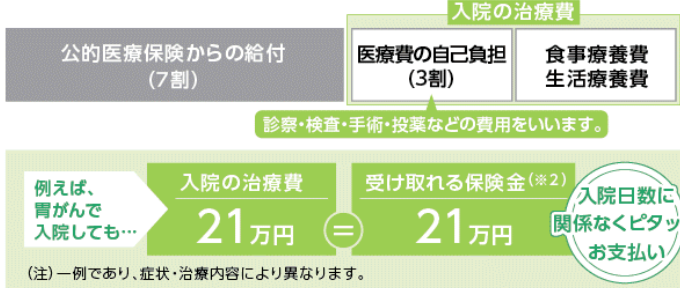 入院の治療費
公的医療保険からの給付
(7割)
医療費の自己負担
(3割)
食事療養費
生活療養費
診察・検査・手術・投薬などの費用をいいます。
例えば、
胃がんで
入院しても…
入院の治療費
21万円
=
受け取れる保険金(※2)
21万円
入院日数に
関係なくピタッ
お支払い
(注)一例であり、症状・治療内容により異なります。